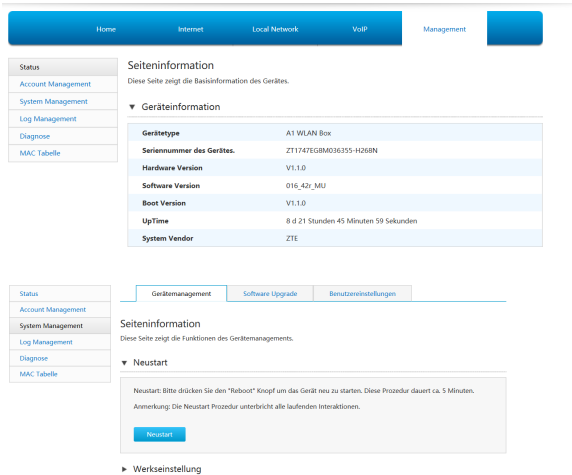 Home Internet Local Network VoIP Management
Status
Account Management
System Management
Log Management
Diagnose
MAC Tabelle
Seiteninformation
Diese Seite zeigt die Basisinformation des Gerätes.
▼ Geräteinformation
Gerätetype A1 WLAN Box
Seriennummer des Gerätes. ZT1747EGBM036355-H268N
Hardware Version V1.1.0
Software Version 016_42r_MU
Boot Version V1.1.0
UpTime 8 d 21 Stunden 45 Minuten 59 Sekunden
System Vendor ZTE
Status
Account Management
System Management
Log Management
Diagnose
MAC Tabelle
Gerätemanagement Software Upgrade Benutzereinstellungen
Seiteninformation
Diese Seite zeigt die Funktionen des Gerätemanagements.
▼ Neustart
Neustart: Bitte drücken Sie den "Reboot" Knopf um das Gerät neu zu starten. Diese Prozedur dauert ca. 5 Minuten.
Anmerkung: Die Neustart Prozedur unterbricht alle laufenden Interaktionen.
Neustart
► Werkseinstellung